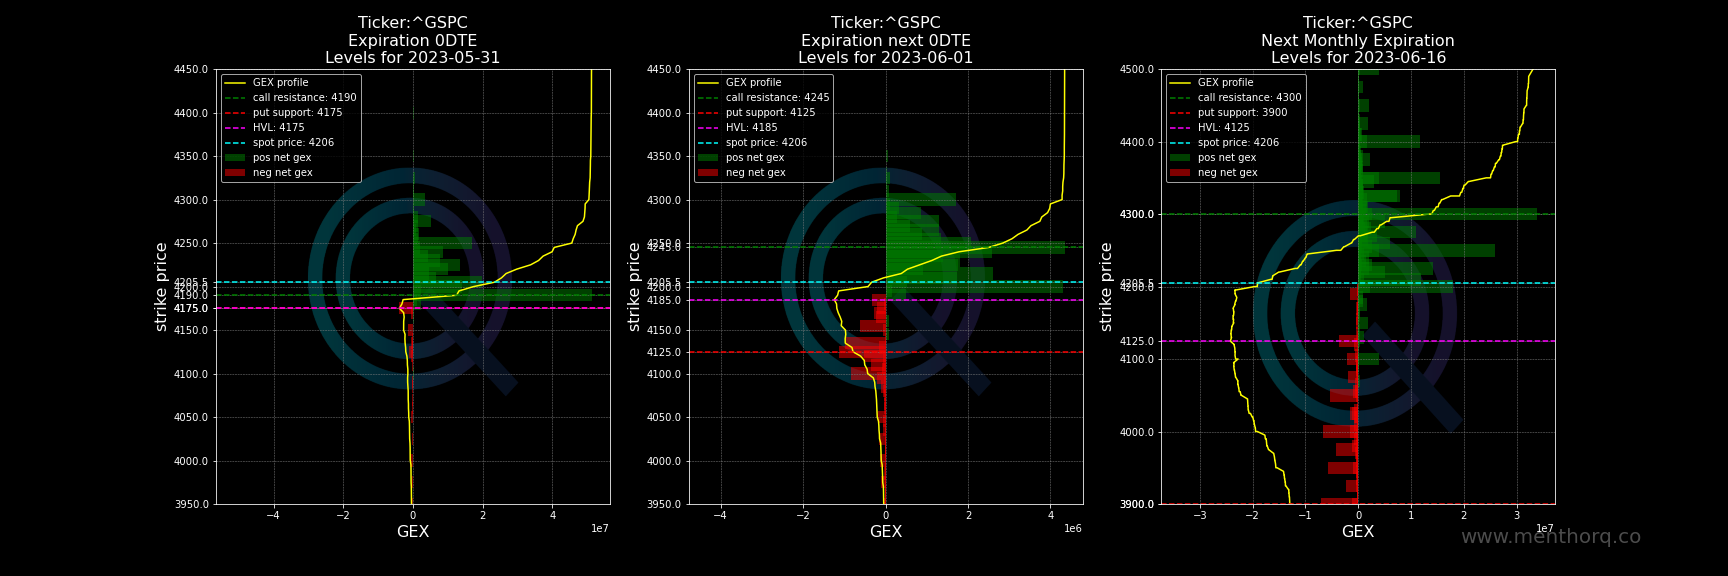 Ticker:^GSPC
Expiration 0DTE
Levels for 2023-05-31
4450.0
4400.0
4350.0
4300.0
4250.0
4205.5
4200.0
4190.0
4175.0
4150.0
4100.0
4050.0
4000.0
3950.0
strike price
GEX profile
call resistance: 4190
put support: 4175
HVL: 4175
spot price: 4206
pos net gex
neg net gex
−4 −2 0 2 4
1e7
GEX
Ticker:^GSPC
Expiration next 0DTE
Levels for 2023-06-01
4450.0
4400.0
4350.0
4300.0
4250.0
4245.0
4205.5
4200.0
4185.0
4150.0
4125.0
4100.0
4050.0
4000.0
3950.0
strike price
GEX profile
call resistance: 4245
put support: 4125
HVL: 4185
spot price: 4206
pos net gex
neg net gex
−4 −2 0 2 4
1e6
GEX
Ticker:^GSPC
Next Monthly Expiration
Levels for 2023-06-16
4500.0
4400.0
4300.0
4205.5
4200.0
4125.0
4100.0
4000.0
3900.0
strike price
GEX profile
call resistance: 4300
put support: 3900
HVL: 4125
spot price: 4206
pos net gex
neg net gex
−3 −2 −1 0 1 2 3
1e7
GEX
www.menthorq.co